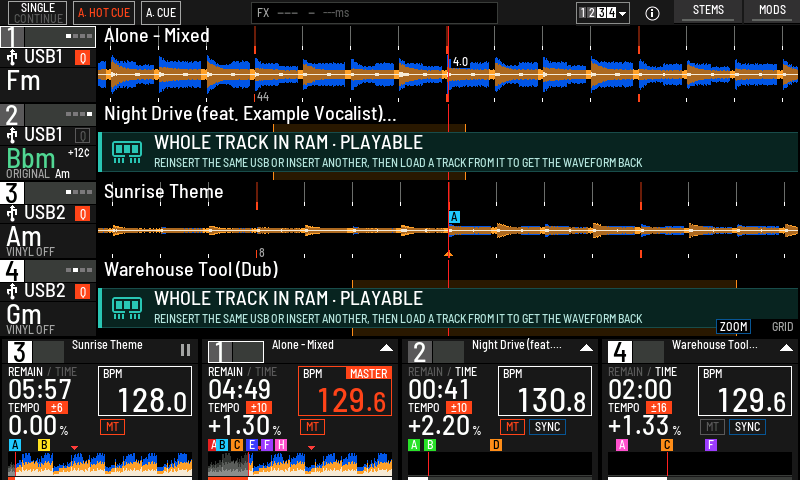 SINGLE
CONTINUE
A. HOT CUE
A. CUE
FX --- - ---ms
1 2 3 4
STEMS
MODS
1
USB1
Fm
Alone - Mixed
4.0
44
2
USB1
Bbm
+12¢
ORIGINAL Am
Night Drive (feat. Example Vocalist)...
WHOLE TRACK IN RAM · PLAYABLE
REINSERT THE SAME USB OR INSERT ANOTHER, THEN LOAD A TRACK FROM IT TO GET THE WAVEFORM BACK
3
USB2
Am
VINYL OFF
Sunrise Theme
A
8
4
USB2
Gm
VINYL OFF
Warehouse Tool (Dub)
WHOLE TRACK IN RAM · PLAYABLE
REINSERT THE SAME USB OR INSERT ANOTHER, THEN LOAD A TRACK FROM IT TO GET THE WAVEFORM BACK
ZOOM
GRID
3
Sunrise Theme
REMAIN / TIME
05:57
TEMPO ±6
0.00%
BPM
128.0
MT
A B
1
Alone - Mixed
REMAIN / TIME
04:49
TEMPO ±10
+1.30%
BPM
MASTER
129.6
MT
A B C E F H
2
Night Drive (feat....
REMAIN / TIME
00:41
TEMPO ±10
+2.20%
BPM
130.8
MT
SYNC
A B D
4
Warehouse Tool...
REMAIN / TIME
02:00
TEMPO ±16
+1.33%
BPM
129.6
MT
SYNC
A C F